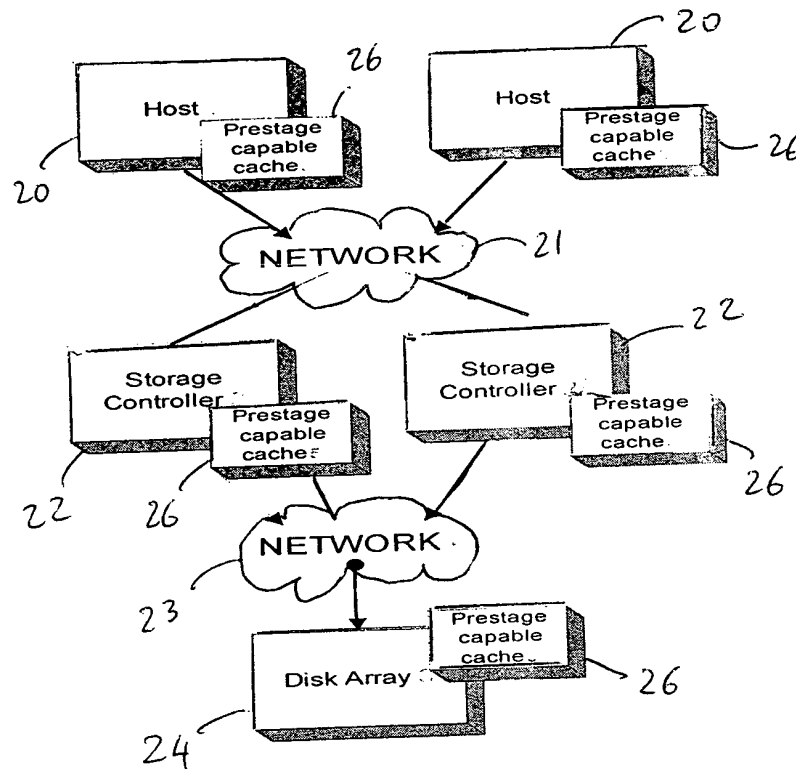 20
26
Host
Host
Prestage
capable
cache
Prestage
capable
cache
26
20
NETWORK
21
22
Storage
Controller
Storage
Controller
Prestage
capable
cache
Prestage
capable
cache
22
26
26
NETWORK
23
Prestage
capable
cache
Disk Array
26
24